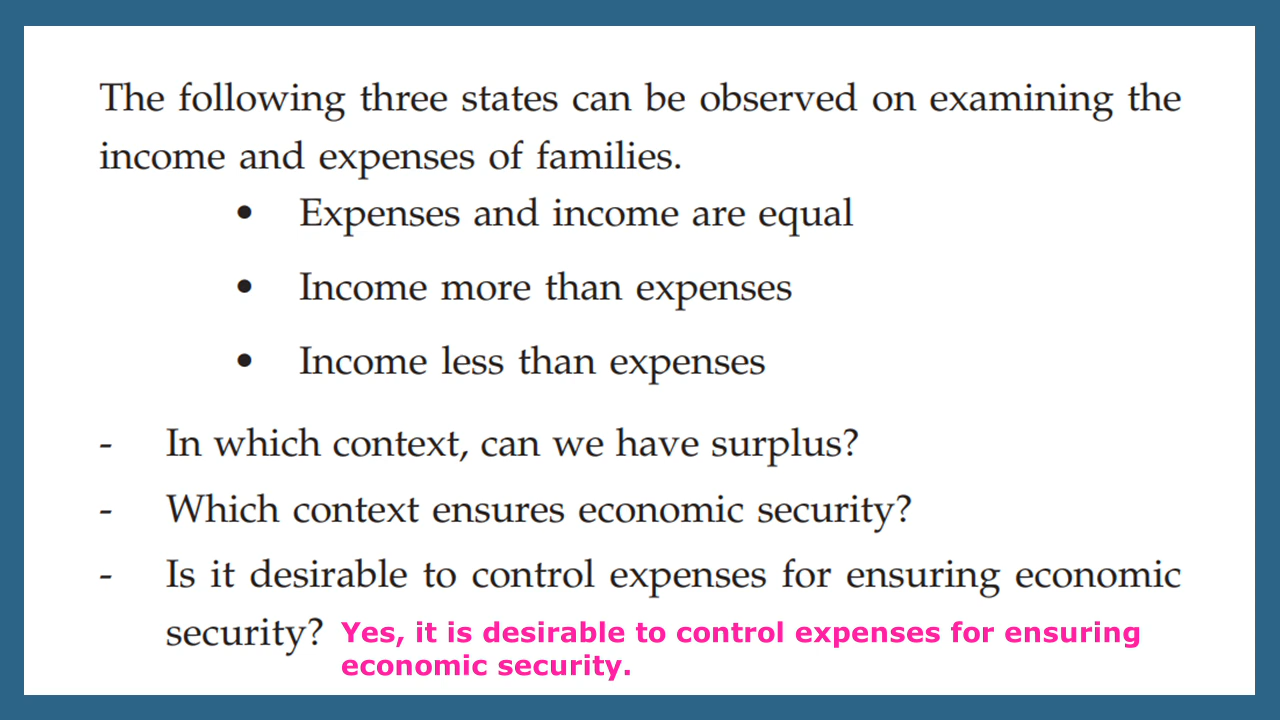 The following three states can be observed on examining the
income and expenses of families.
• Expenses and income are equal
• Income more than expenses
• Income less than expenses
- In which context, can we have surplus?
- Which context ensures economic security?
- Is it desirable to control expenses for ensuring economic
security? Yes, it is desirable to control expenses for ensuring
economic security.